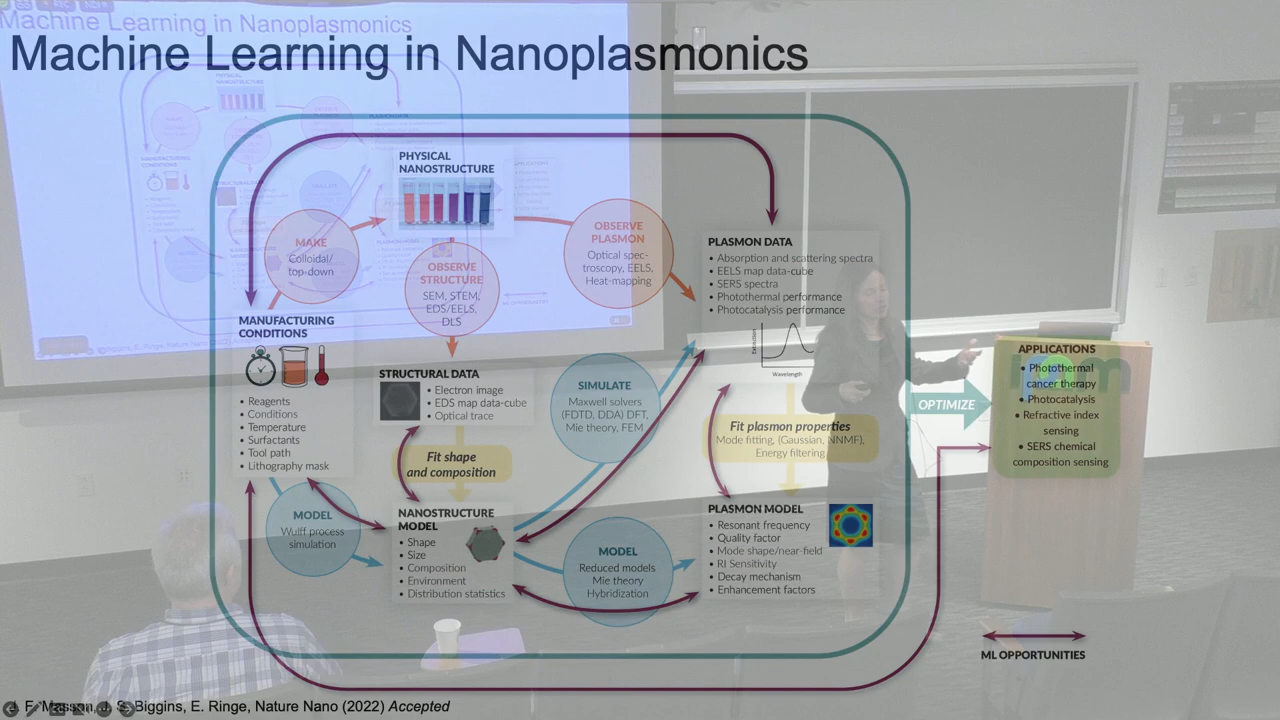 Machine Learning in Nanoplasmonics
Machine Learning in Nanoplasmonics
PHYSICAL
NANOSTRUCTURE
MAKE
Colloidal/
top-down
OBSERVE
STRUCTURE
SEM, STEM,
EDS/EELS,
DLS
OBSERVE
PLASMON
Optical spec-
troscopy, EELS,
Heat-mapping
PLASMON DATA
• Absorption and scattering spectra
• EELS map data-cube
• SERS spectra
• Photothermal performance
• Photocatalysis performance
Extinction
Wavelength
MANUFACTURING
CONDITIONS
• Reagents
• Conditions
• Temperature
• Surfactants
• Tool path
• Lithography mask
STRUCTURAL DATA
• Electron image
• EDS map data-cube
• Optical trace
SIMULATE
Maxwell solvers
(FDTD, DDA) DFT,
Mie theory, FEM
Fit shape
and composition
Fit plasmon properties
Mode fitting, (Gaussian, NNMF),
Energy filtering
OPTIMIZE
APPLICATIONS
• Photothermal
cancer therapy
• Photocatalysis
• Refractive index
sensing
• SERS chemical
composition sensing
MODEL
Wulff process
simulation
NANOSTRUCTURE
MODEL
• Shape
• Size
• Composition
• Environment
• Distribution statistics
MODEL
Reduced models
Mie theory
Hybridization
PLASMON MODEL
• Resonant frequency
• Quality factor
• Mode shape/near-field
• RI Sensitivity
• Decay mechanism
• Enhancement factors
ML OPPORTUNITIES
J. F. Masson, J. S. Biggins, E. Ringe, Nature Nano (2022) Accepted